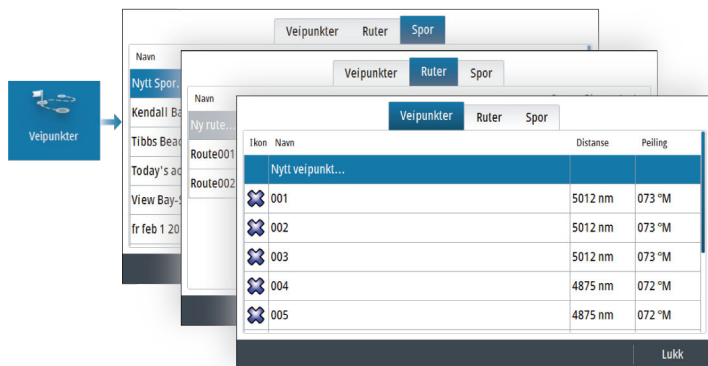 Veipunkter
Veipunkter Ruter Spor
Navn
Nytt Spor.
Kendall Ba
Tibbs Beac
Today's ac
View Bay-S
fr feb 1 20
Veipunkter Ruter Spor
Navn
Ny rute...
Route001
Route002
Veipunkter Ruter Spor
Ikon Navn Distanse Peiling
Nytt veipunkt...
001 5012 nm 073 °M
002 5012 nm 073 °M
003 5012 nm 073 °M
004 4875 nm 072 °M
005 4875 nm 072 °M
Lukk